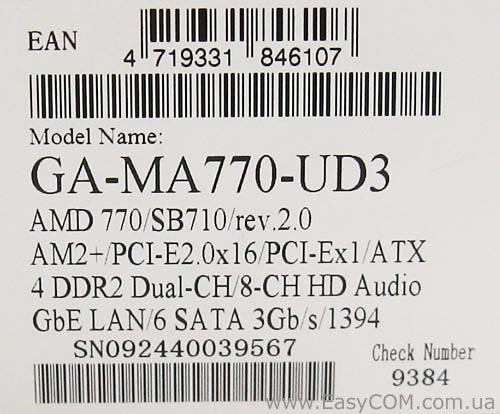 EAN
4 719331 846107
Model Name:
GA-MA770-UD3
AMD 770/SB710/rev.2.0
AM2+/PCI-E2.0x16/PCI-Ex1/ATX
4 DDR2 Dual-CH/8-CH HD Audio
GbE LAN/6 SATA 3Gb/s/1394
SN092440039567
Check Number
9384
www.EasyCOM.com.ua